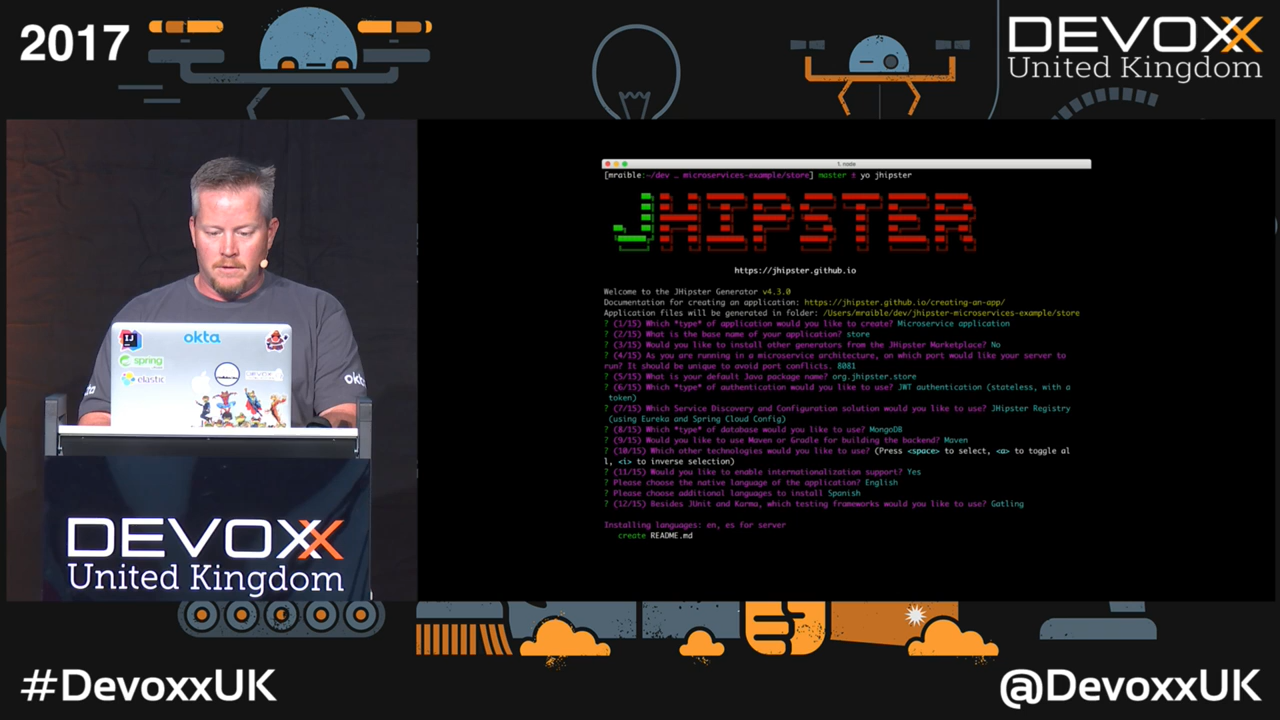 2017
DEVOXX
United Kingdom
1. node
[mraible:~/dev … microservices-example/store] master ± yo jhipster
JHIPSTER
https://jhipster.github.io
Welcome to the JHipster Generator v4.3.0
Documentation for creating an application: https://jhipster.github.io/creating-an-app/
Application files will be generated in folder: /Users/mraible/dev/jhipster-microservices-example/store
? (1/15) Which *type* of application would you like to create? Microservice application
? (2/15) What is the base name of your application? store
? (3/15) Would you like to install other generators from the JHipster Marketplace? No
? (4/15) As you are running in a microservice architecture, on which port would like your server to
run? It should be unique to avoid port conflicts. 8081
? (5/15) What is your default Java package name? org.jhipster.store
? (6/15) Which *type* of authentication would you like to use? JWT authentication (stateless, with a
token)
? (7/15) Which Service Discovery and Configuration solution would you like to use? JHipster Registry
(using Eureka and Spring Cloud Config)
? (8/15) Which *type* of database would you like to use? MongoDB
? (9/15) Would you like to use Maven or Gradle for building the backend? Maven
? (10/15) Which other technologies would you like to use? (Press <space> to select, <a> to toggle al
l, <i> to inverse selection)
? (11/15) Would you like to enable internationalization support? Yes
? Please choose the native language of the application? English
? Please choose additional languages to install Spanish
? (12/15) Besides JUnit and Karma, which testing frameworks would you like to use? Gatling
Installing languages: en, es for server
create README.md
IJ
okta
spring
elastic
okt
DEVOXX
United Kingdom
#DevoxxUK
@DevoxxUK